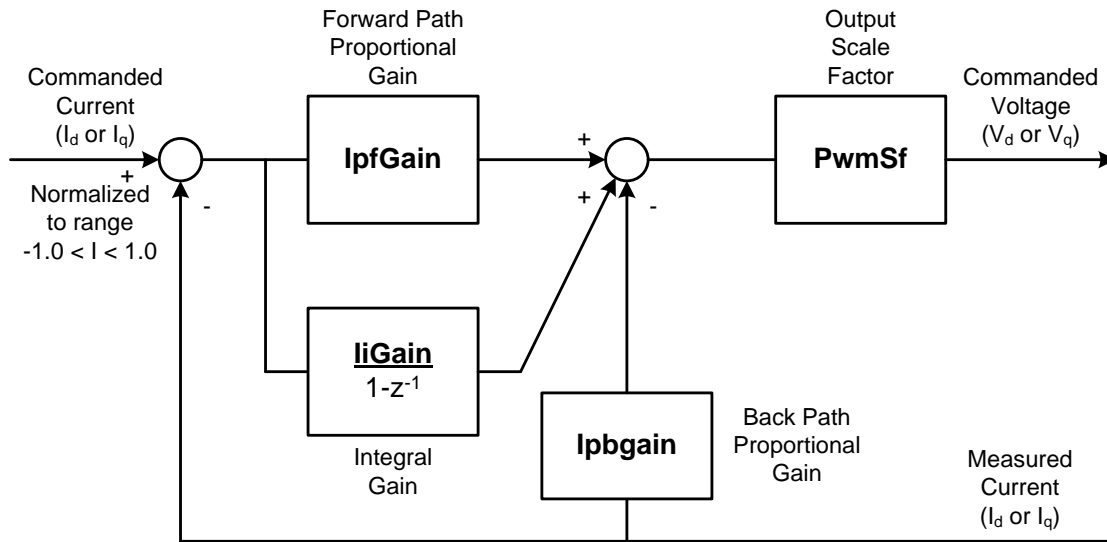 Forward Path
Proportional
Gain
Output
Scale
Factor
Commanded
Current
(Id or Iq)
Commanded
Voltage
(Vd or Vq)
+
-
Normalized
to range
-1.0 < I < 1.0
IpfGain
+
+
-
PwmSf
IiGain
1-z-1
Integral
Gain
Ipbgain
Back Path
Proportional
Gain
Measured
Current
(Id or Iq)